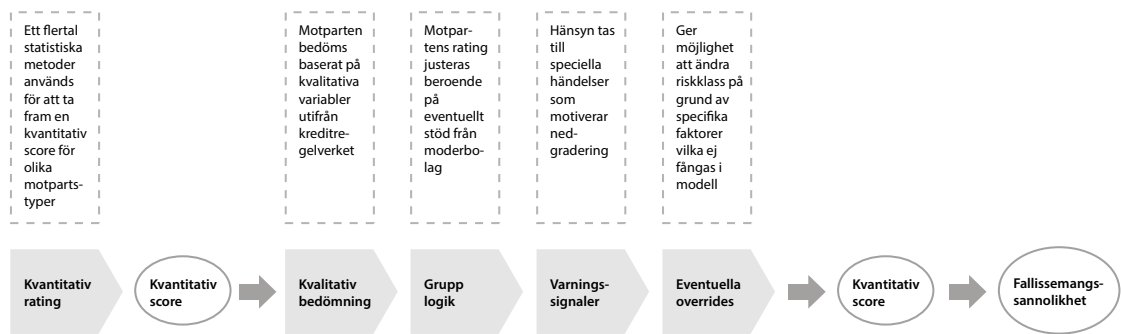 Ett flertal
statistiska
metoder
används
för att ta
fram en
kvantitativ
score för
olika
motparts-
typer
Motparten
bedöms
baserat på
kvalitativa
variabler
utifrån
kreditre-
gelverket
Motpar-
tens rating
justeras
beroende
på
eventuellt
stöd från
moderbo-
lag
Hänsyn tas
till
speciella
händelser
som
motiverar
ned-
gradering
Ger
möjlighet
att ändra
riskklass på
grund av
specifika
faktorer
vilka ej
fångas i
modell
Kvantitativ
rating
Kvantitativ
score
Kvalitativ
bedömning
Grupp
logik
Varnings-
signaler
Eventuella
overrides
Kvantitativ
score
Fallissemangs-
sannolikhet